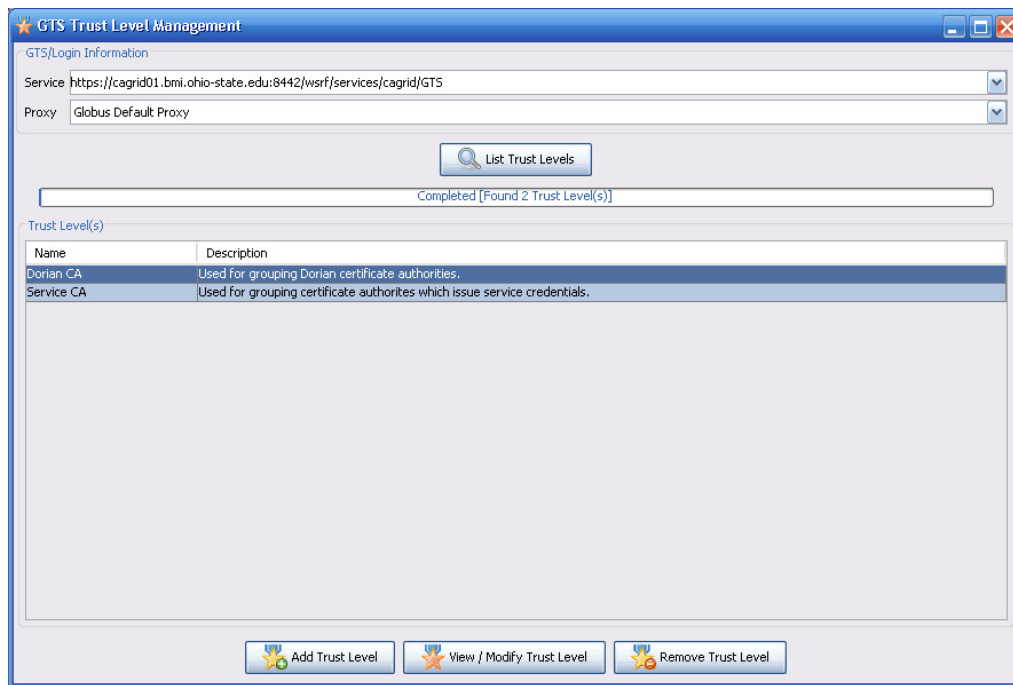 GTS Trust Level Management
GTS/Login Information
Service https://cagrid01.bmi.ohio-state.edu:8442/wsrf/services/cagrid/GTS
Proxy Globus Default Proxy
List Trust Levels
Completed [Found 2 Trust Level(s)]
Trust Level(s)
Name Description
Dorian CA Used for grouping Dorian certificate authorities.
Service CA Used for grouping certificate authorites which issue service credentials.
Add Trust Level View / Modify Trust Level Remove Trust Level